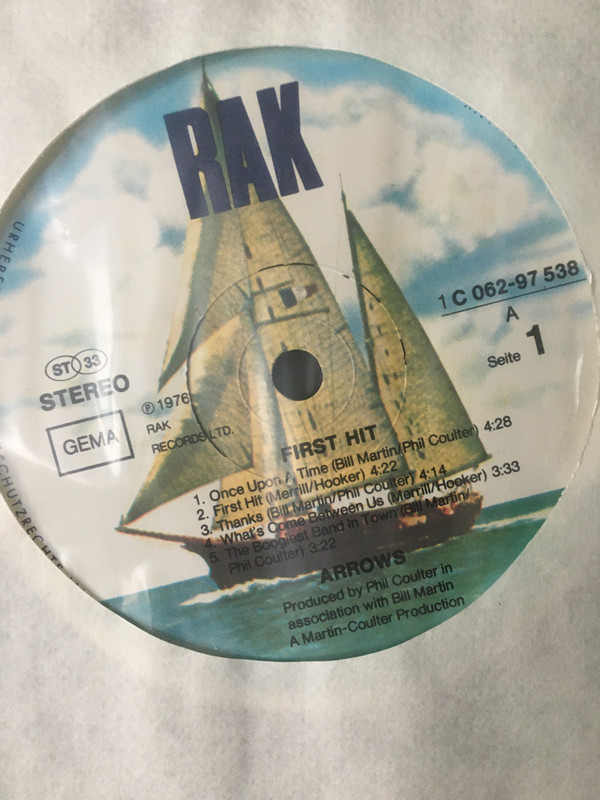 RAK
1 C 062-97 538
A
Seite 1
ST 33
STEREO
GEMA
℗ 1976
RAK
RECORDS LTD.
FIRST HIT
1. Once Upon A Time (Bill Martin/Phil Coulter) 4:28
2. First Hit (Merrill/Hooker) 4:22
3. Thanks (Bill Martin/Phil Coulter) 4:14
4. What's Come Between Us (Merrill/Hooker) 3:33
5. The Boogiest Band in Town (Bill Martin/
Phil Coulter) 3:22
ARROWS
Produced by Phil Coulter in
association with Bill Martin
A Martin-Coulter Production